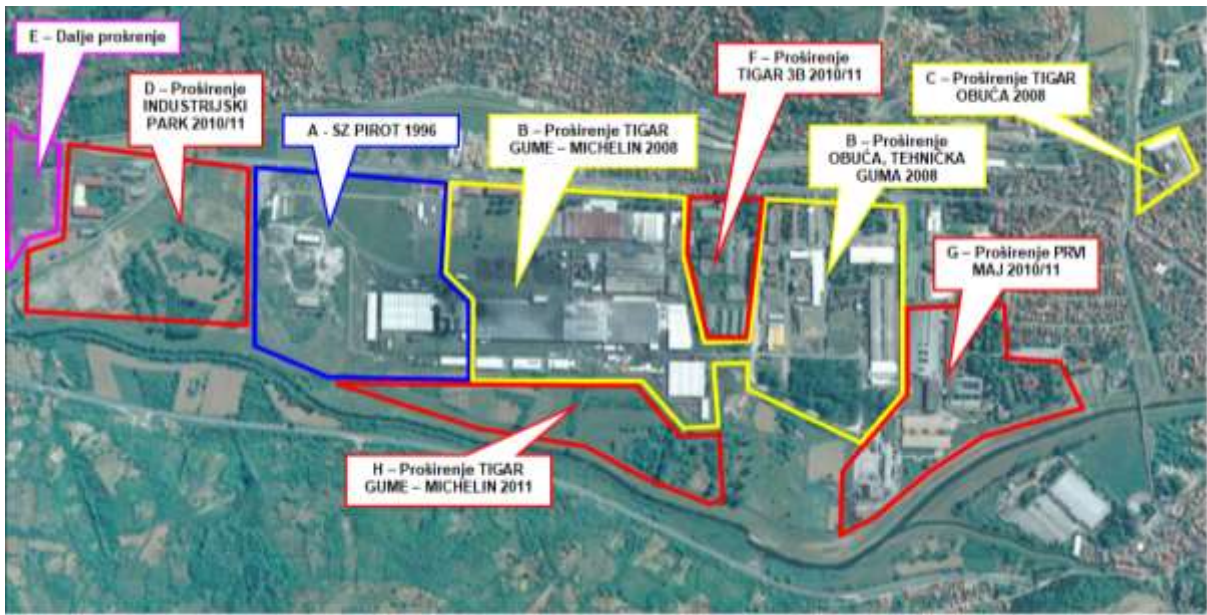 E – Dalje prošrenje
D – Proširenje
INDUSTRIJSKI
PARK 2010/11
A - SZ PIROT 1996
B – Proširenje TIGAR
GUME – MICHELIN 2008
F – Proširenje
TIGAR 3B 2010/11
B – Proširenje
OBUĆA, TEHNIČKA
GUMA 2008
C – Proširenje TIGAR
OBUĆA 2008
G – Proširenje PRVI
MAJ 2010/11
H – Proširenje TIGAR
GUME – MICHELIN 2011